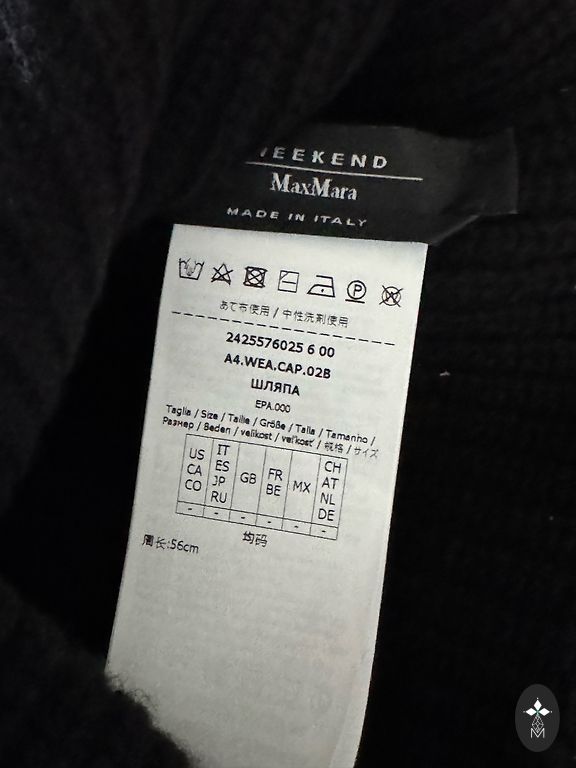 WEEKEND
MaxMara
MADE IN ITALY
あて布使用 / 中性洗剤使用
2425576025 6 00
A4.WEA.CAP.02B
ШЛЯПА
EPA.000
Taglia / Size / Taille / Größe / Talla / Tamanho /
Размер / Beden / velikost / veľkosť / 規格 / サイズ
US CA CO
IT ES JP RU
GB
FR BE
MX
CH AT NL DE
- - - - - -
周长:56cm
均码
M